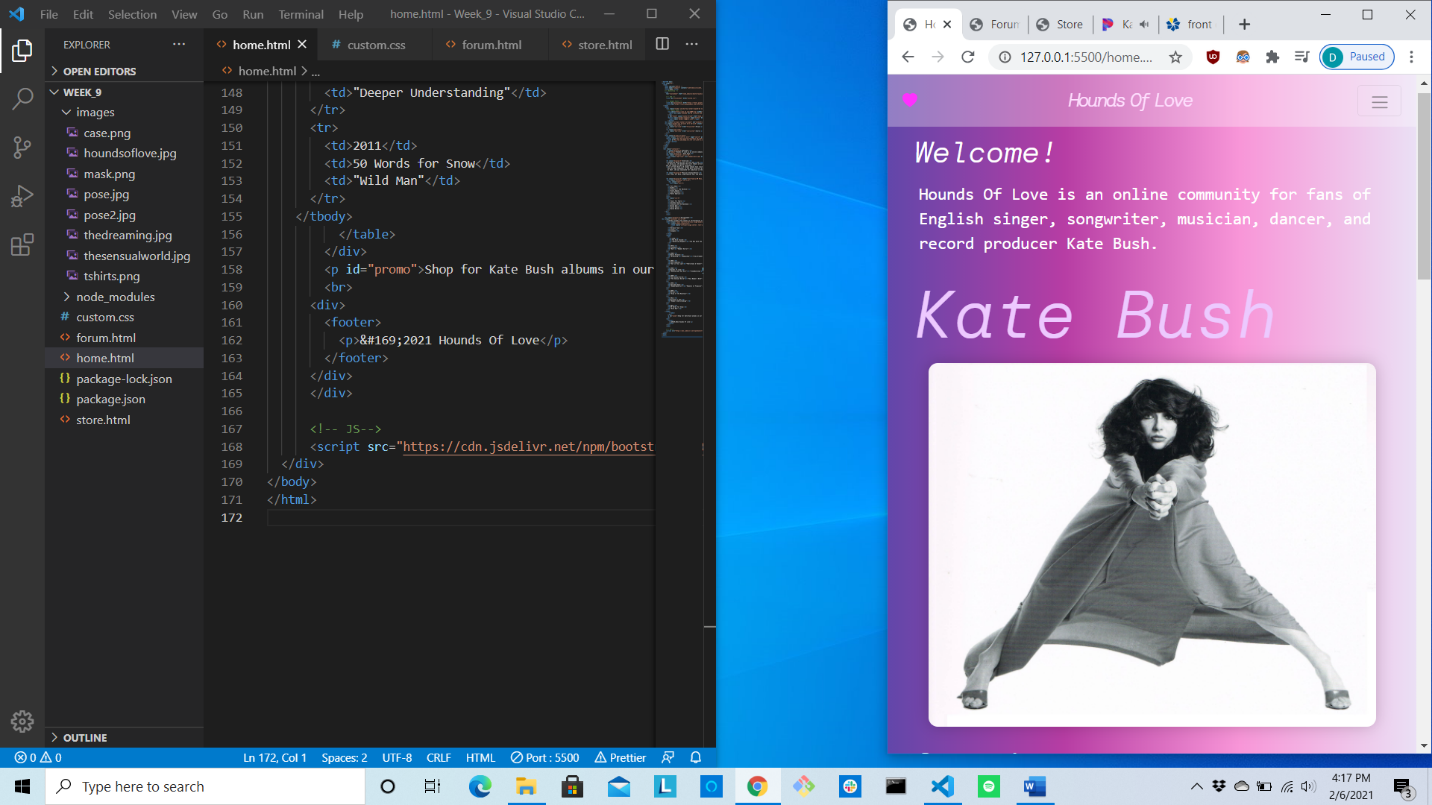 File Edit Selection View Go Run Terminal Help home.html - Week_9 - Visual Studio C...
EXPLORER
OPEN EDITORS
WEEK_9
images
case.png
houndsoflove.jpg
mask.png
pose.jpg
pose2.jpg
thedreaming.jpg
thesensualworld.jpg
tshirts.png
node_modules
custom.css
forum.html
home.html
package-lock.json
package.json
store.html
OUTLINE
home.html custom.css forum.html store.html
home.html > ...
148 <td>"Deeper Understanding"</td>
149 </tr>
150 <tr>
151 <td>2011</td>
152 <td>50 Words for Snow</td>
153 <td>"Wild Man"</td>
154 </tr>
155 </tbody>
156 </table>
157 </div>
158 <p id="promo">Shop for Kate Bush albums in our
159 <br>
160 <div>
161 <footer>
162 <p>&#169;2021 Hounds Of Love</p>
163 </footer>
164 </div>
165 </div>
166
167 <!-- JS-->
168 <script src="https://cdn.jsdelivr.net/npm/bootst
169 </div>
170 </body>
171 </html>
172
0 0 Ln 172, Col 1 Spaces: 2 UTF-8 CRLF HTML Port : 5500 Prettier
Forum Store front
127.0.0.1:5500/home.... D Paused
Hounds Of Love
Welcome!
Hounds Of Love is an online community for fans of
English singer, songwriter, musician, dancer, and
record producer Kate Bush.
Kate Bush
Type here to search
4:17 PM
2/6/2021
3